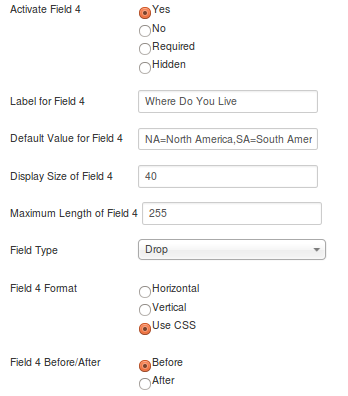 Activate Field 4 Yes
No
Required
Hidden
Label for Field 4 Where Do You Live
Default Value for Field 4 NA=North America,SA=South Amer
Display Size of Field 4 40
Maximum Length of Field 4 255
Field Type Drop
Field 4 Format Horizontal
Vertical
Use CSS
Field 4 Before/After Before
After